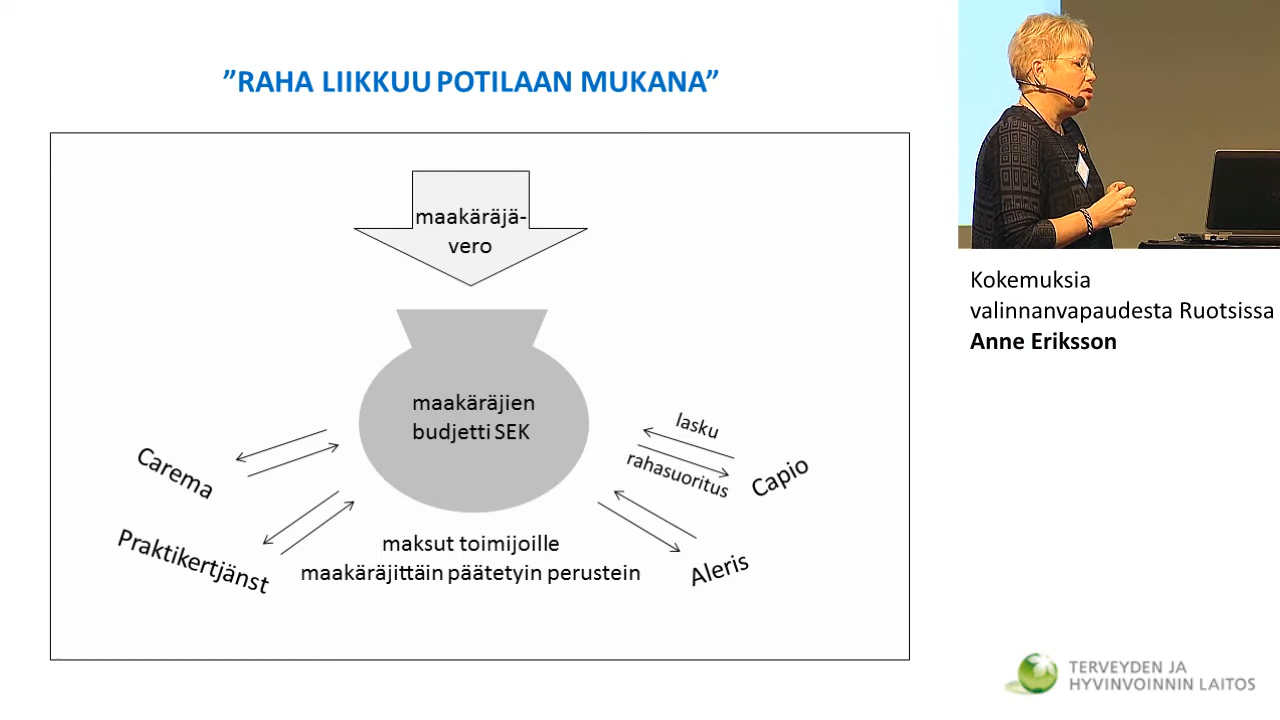 ”RAHA LIIKKUU POTILAAN MUKANA”
maakäräjä-
vero
maakäräjien
budjetti SEK
lasku
rahasuoritus
Carema
Capio
Praktikertjänst
Aleris
maksut toimijoille
maakäräjittäin päätetyin perustein
Kokemuksia
valinnanvapaudesta Ruotsissa
Anne Eriksson
TERVEYDEN JA
HYVINVOINNIN LAITOS